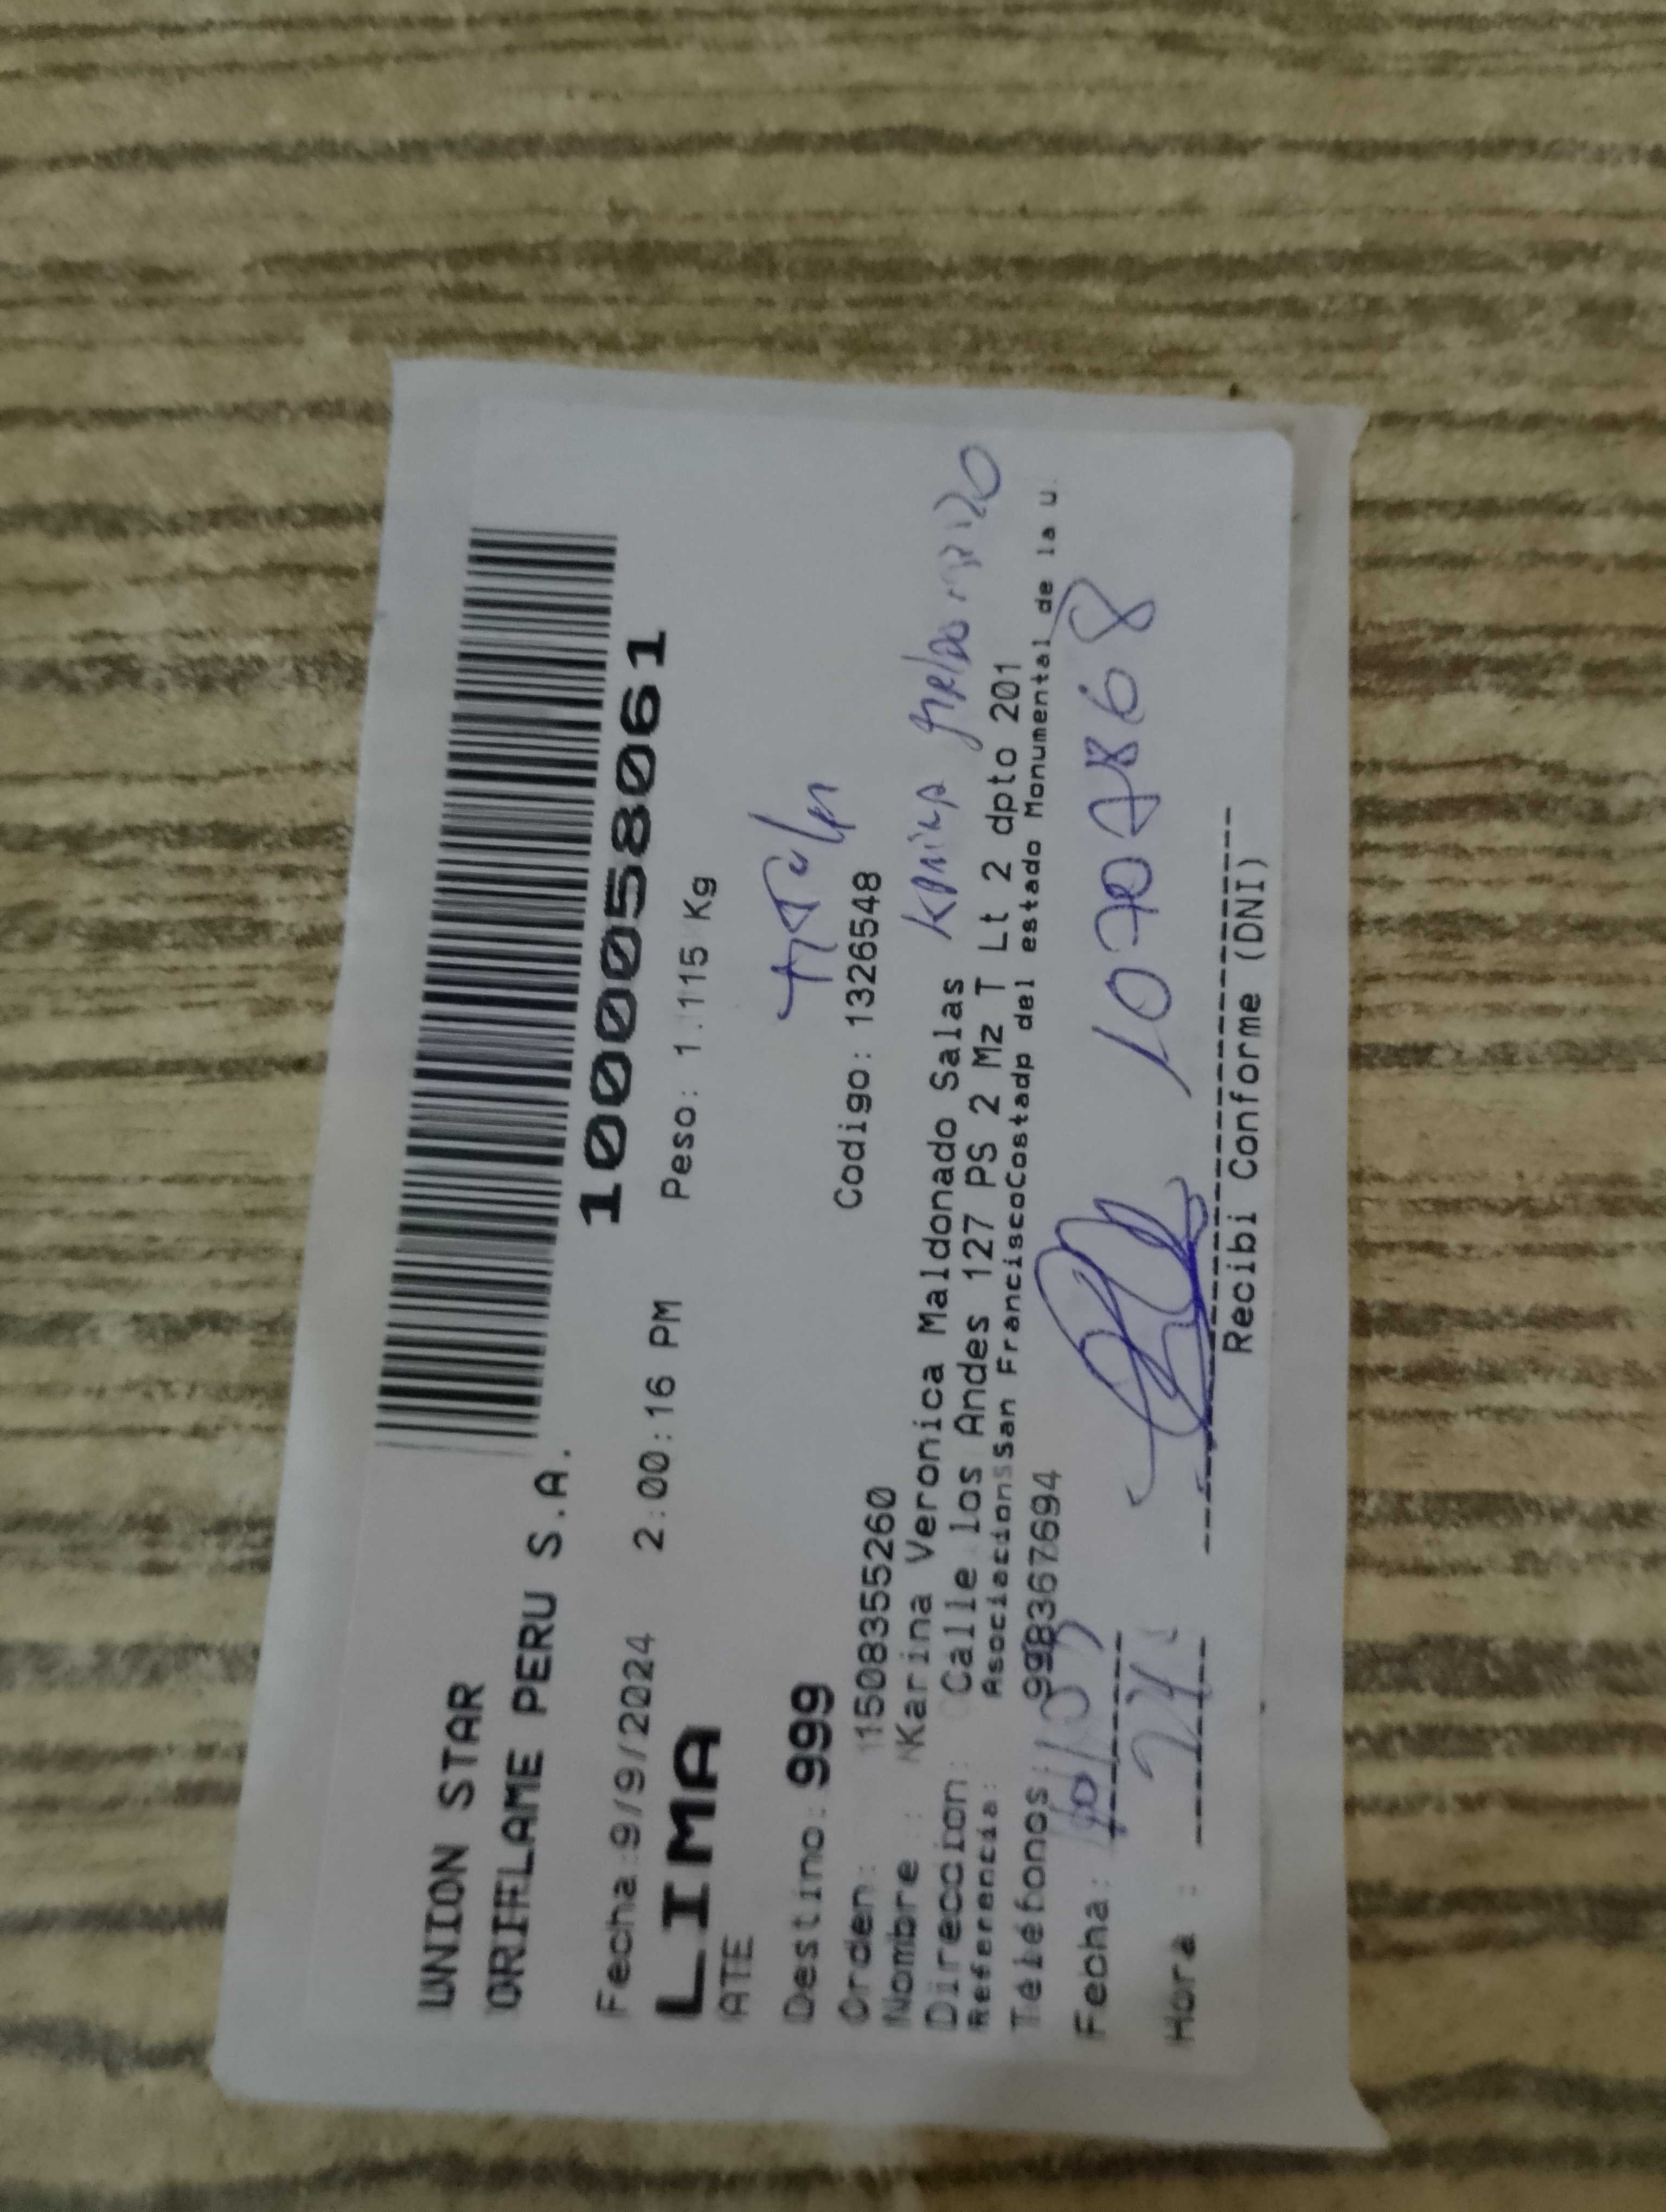 UNION STAR
ORIFLAME PERU S.A.
10000058061
Fecha:9/9/2024 2:00:16 PM Peso: 1.115 Kg
LIMA
ATE
Destino: 999
Orden: 1508355260 Codigo: 1326548
Nombre : Karina Veronica Maldonado Salas
Direccion: Calle los Andes 127 PS 2 Mz T Lt 2 dpto 201
Referencia: AsociacionsSan FranciscoCostadp del estado Monumental de la u.
Teléfonos: 998367694
Fecha:
Hora :
Recibi Conforme (DNI)